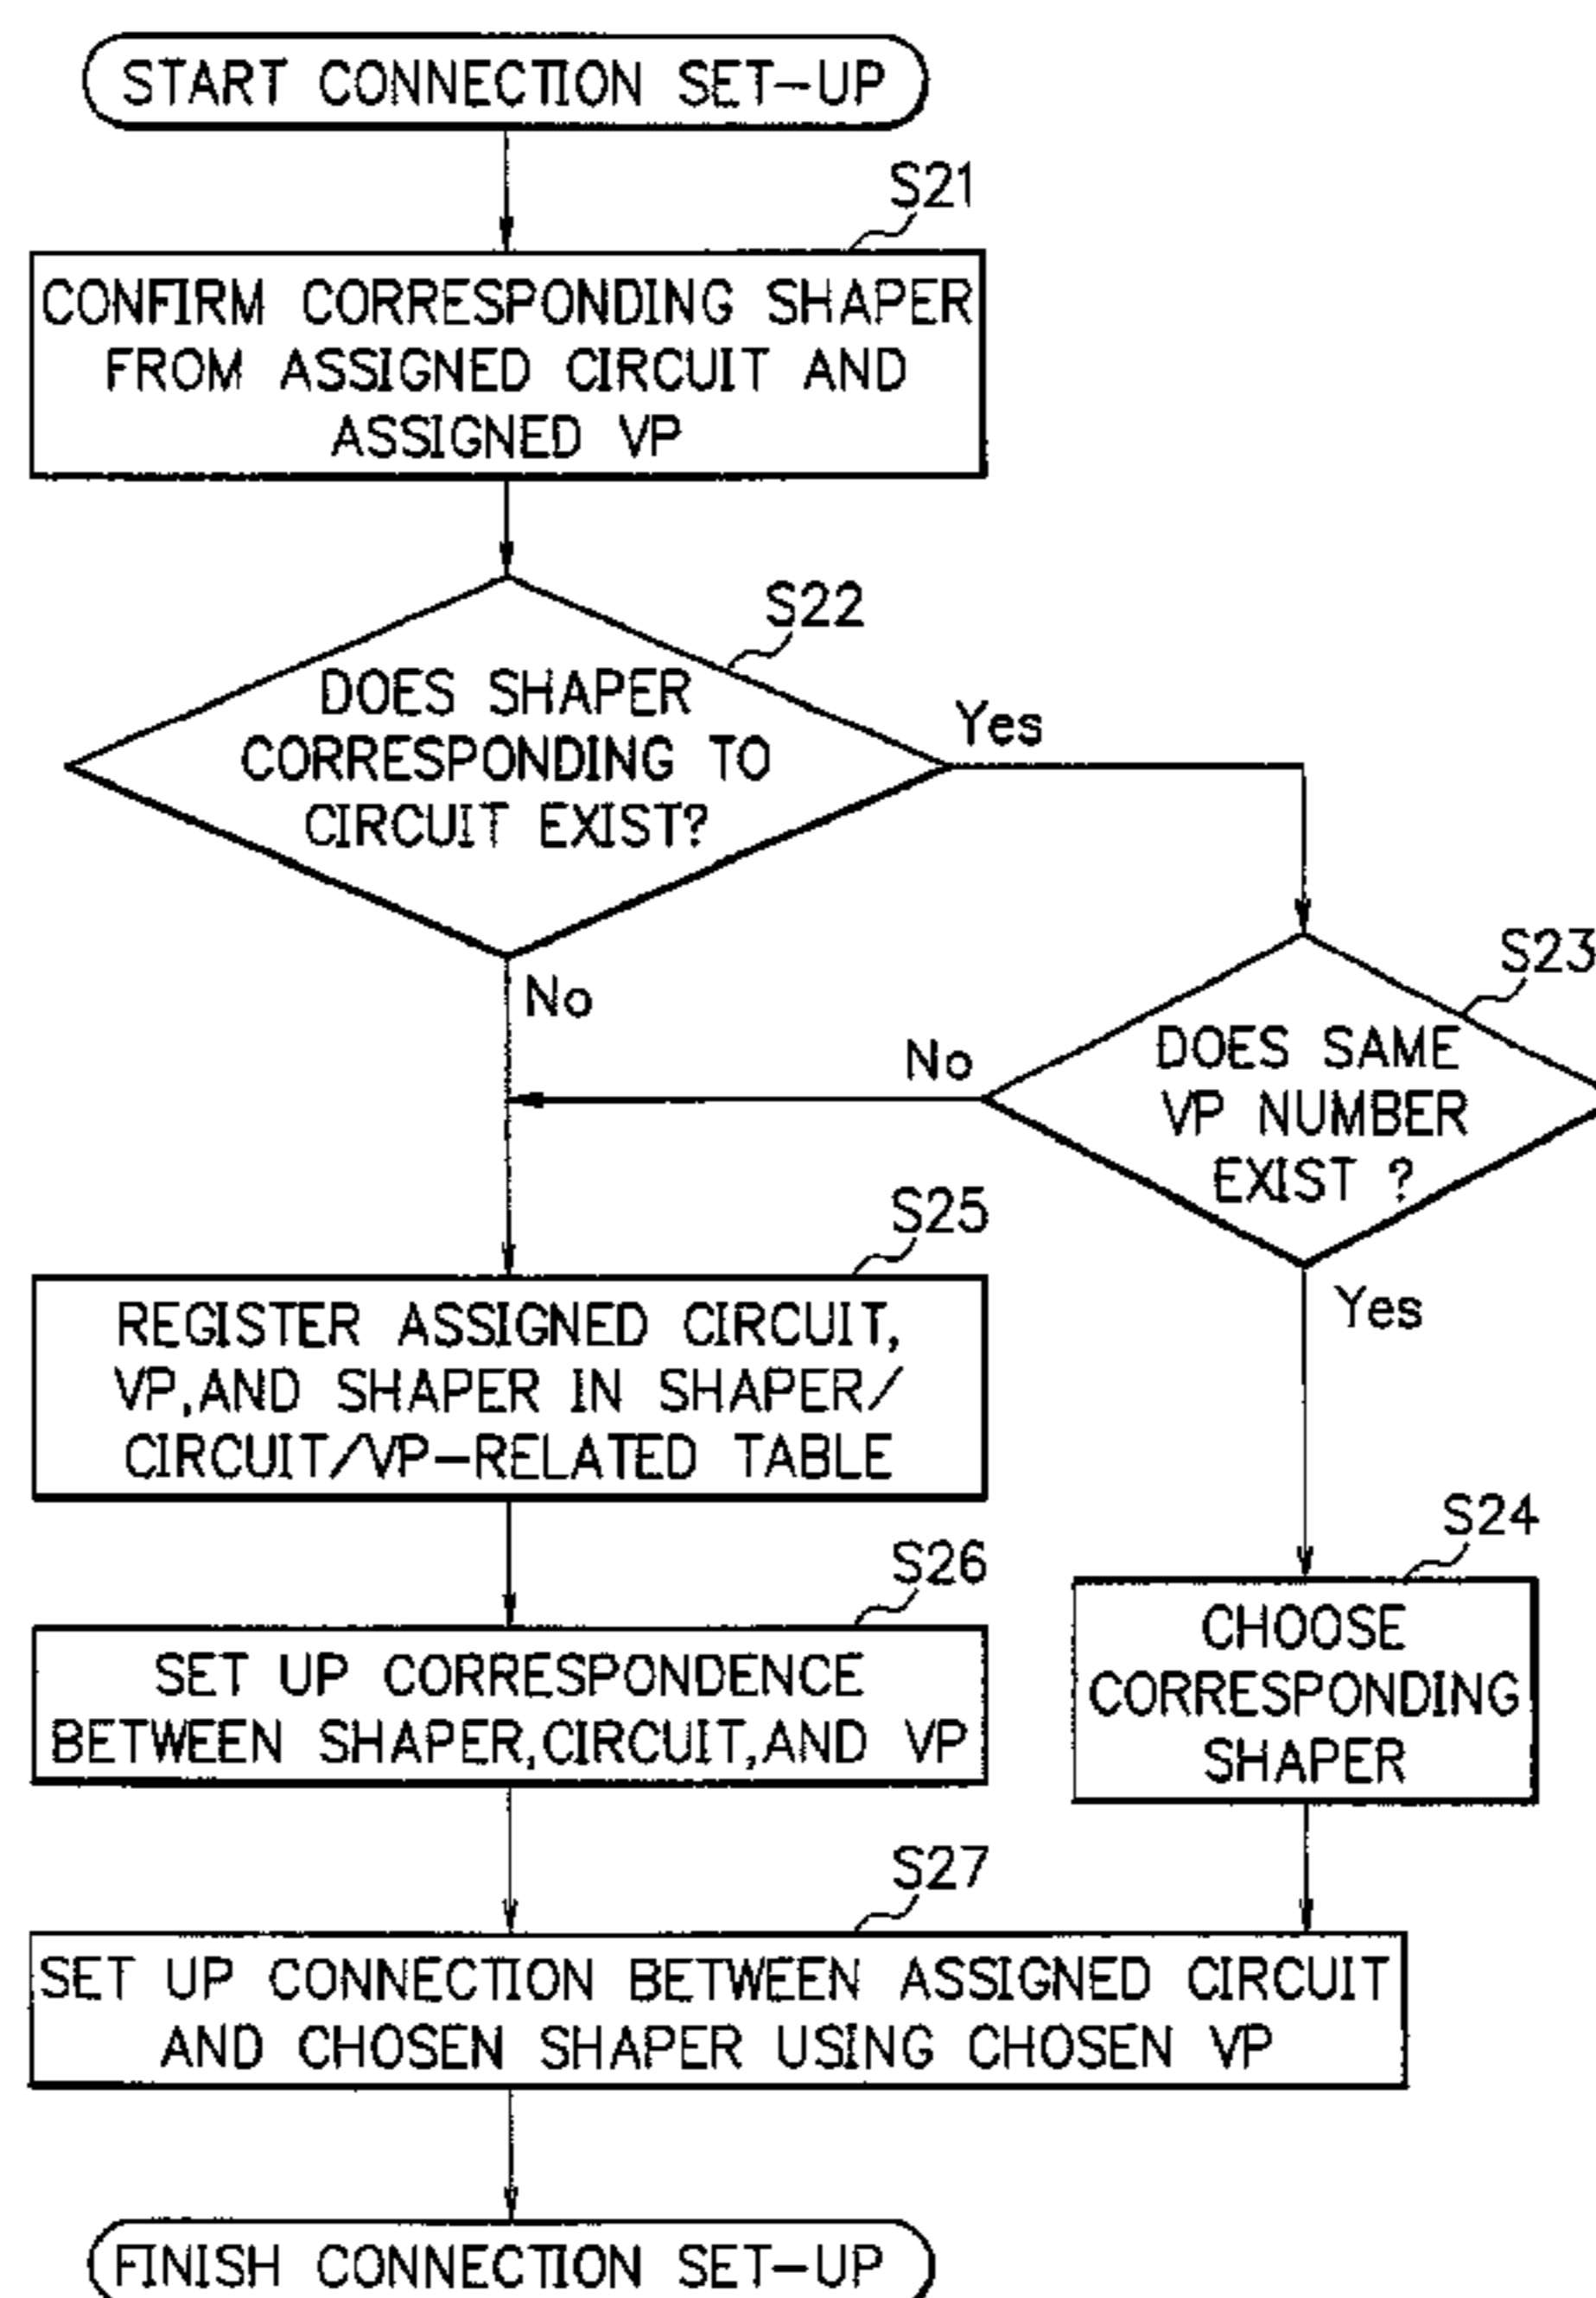 START CONNECTION SET-UP
S21
CONFIRM CORRESPONDING SHAPER
FROM ASSIGNED CIRCUIT AND
ASSIGNED VP
S22
DOES SHAPER
CORRESPONDING TO
CIRCUIT EXIST?
Yes
No
S23
DOES SAME
VP NUMBER
EXIST ?
No
Yes
S25
REGISTER ASSIGNED CIRCUIT,
VP,AND SHAPER IN SHAPER/
CIRCUIT/VP-RELATED TABLE
S26
SET UP CORRESPONDENCE
BETWEEN SHAPER,CIRCUIT,AND VP
S24
CHOOSE
CORRESPONDING
SHAPER
S27
SET UP CONNECTION BETWEEN ASSIGNED CIRCUIT
AND CHOSEN SHAPER USING CHOSEN VP
FINISH CONNECTION SET-UP